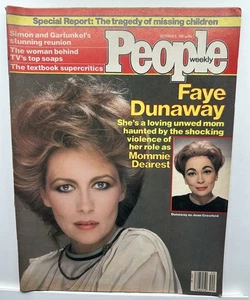 Special Report: The tragedy of missing children
Simon and Garfunkel's
stunning reunion
The woman behind
TV's top soaps
The textbook supercritics
People
weekly
Faye
Dunaway
She's a loving unwed mom
haunted by the shocking
violence of
her role as
Mommie
Dearest
Dunaway as Joan Crawford